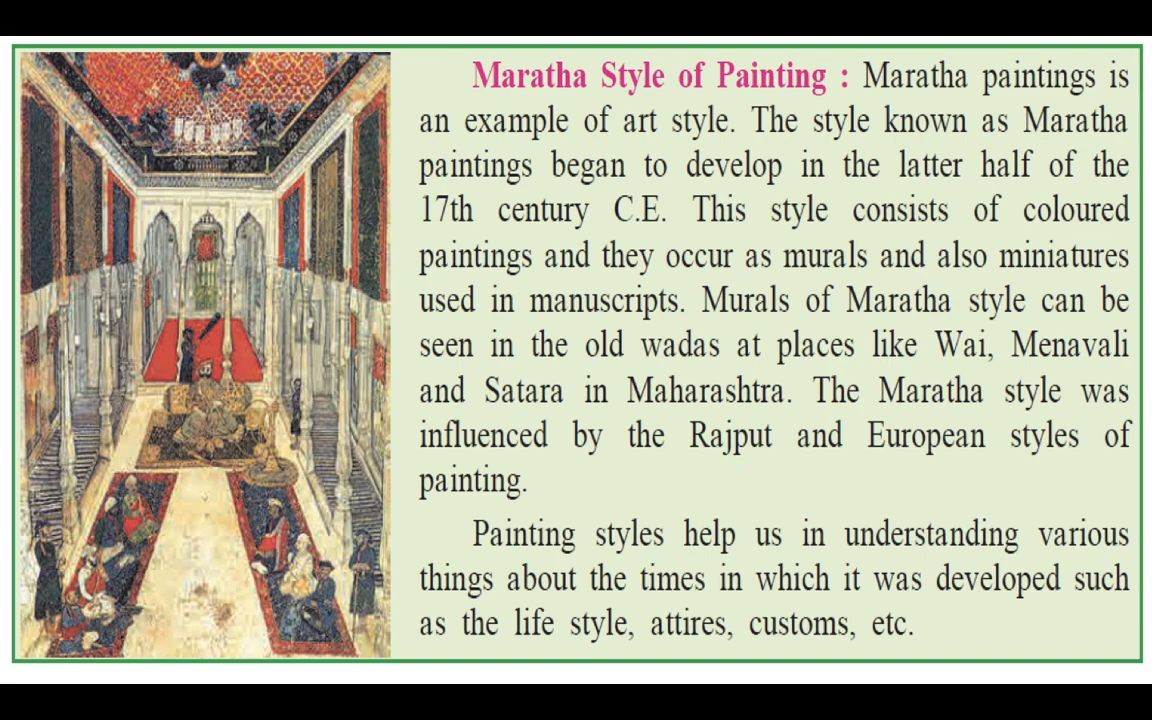 Maratha Style of Painting : Maratha paintings is
an example of art style. The style known as Maratha
paintings began to develop in the latter half of the
17th century C.E. This style consists of coloured
paintings and they occur as murals and also miniatures
used in manuscripts. Murals of Maratha style can be
seen in the old wadas at places like Wai, Menavali
and Satara in Maharashtra. The Maratha style was
influenced by the Rajput and European styles of
painting.
Painting styles help us in understanding various
things about the times in which it was developed such
as the life style, attires, customs, etc.